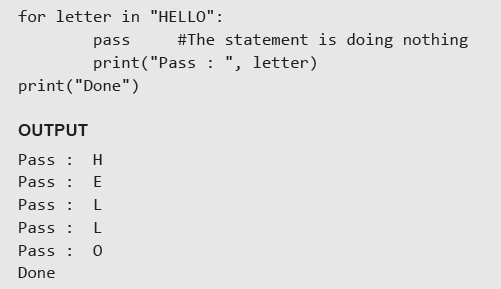 for letter in "HELLO":
        pass     #The statement is doing nothing
        print("Pass : ", letter)
print("Done")
OUTPUT
Pass :  H
Pass :  E
Pass :  L
Pass :  L
Pass :  O
Done